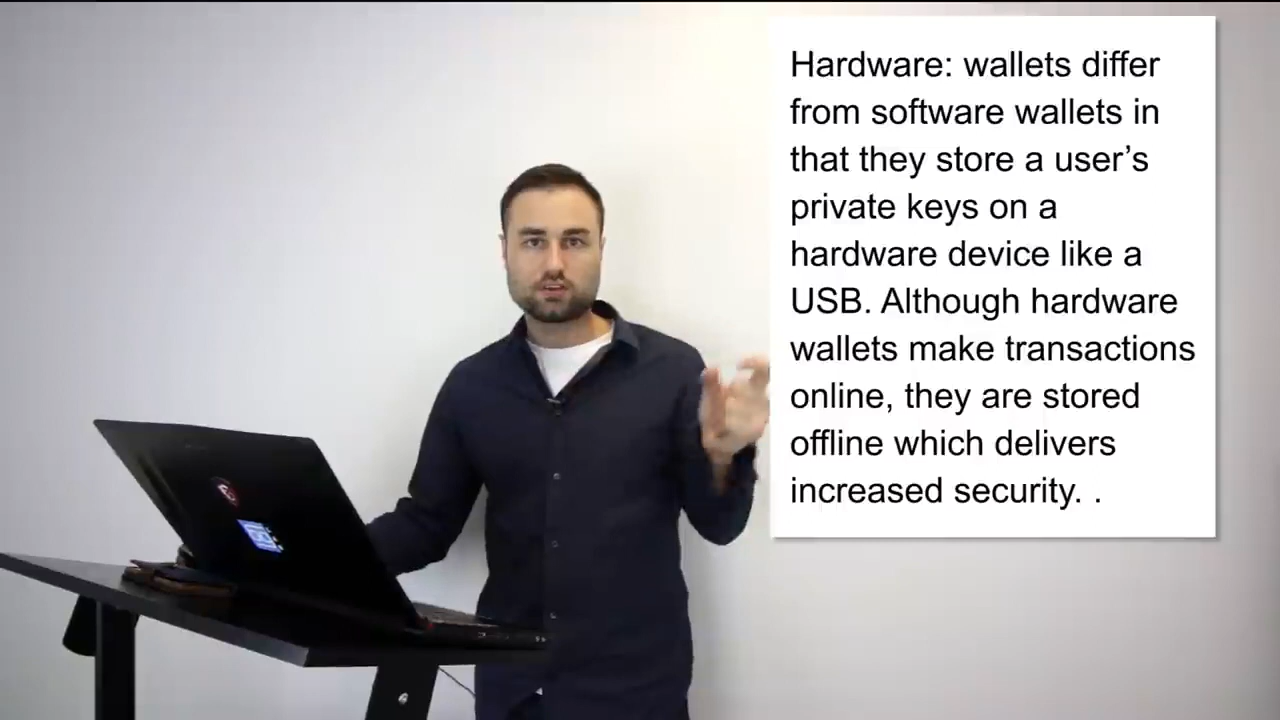 Hardware: wallets differ
from software wallets in
that they store a user’s
private keys on a
hardware device like a
USB. Although hardware
wallets make transactions
online, they are stored
offline which delivers
increased security. .